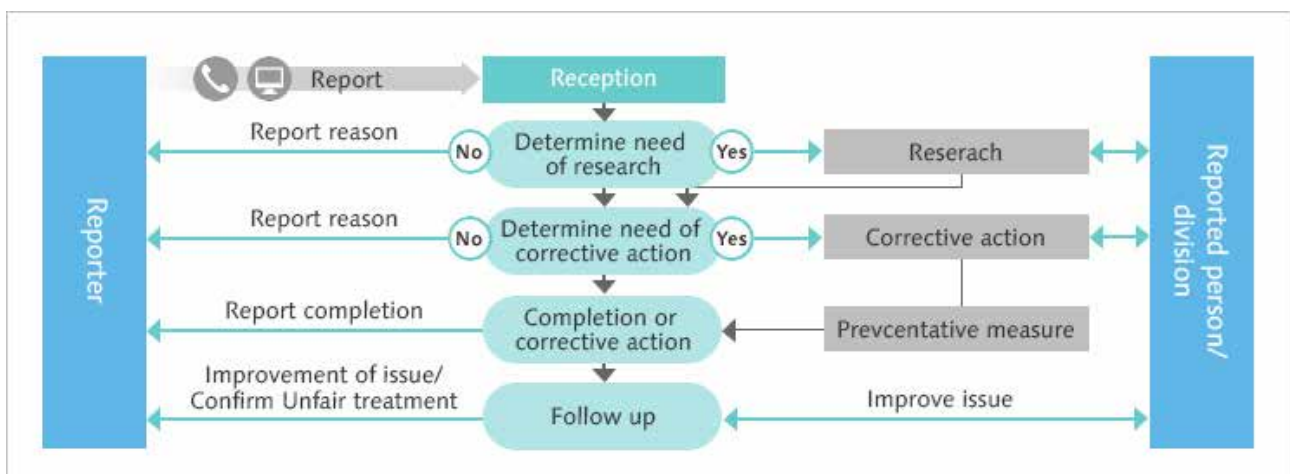 Reporter
Report
Reception
Report reason
No
Determine need
of research
Yes
Reserach
Report reason
No
Determine need of
corrective action
Yes
Corrective action
Report completion
Completion or
corrective action
Prevcentative measure
Improvement of issue/
Confirm Unfair treatment
Follow up
Improve issue
Reported person/
division